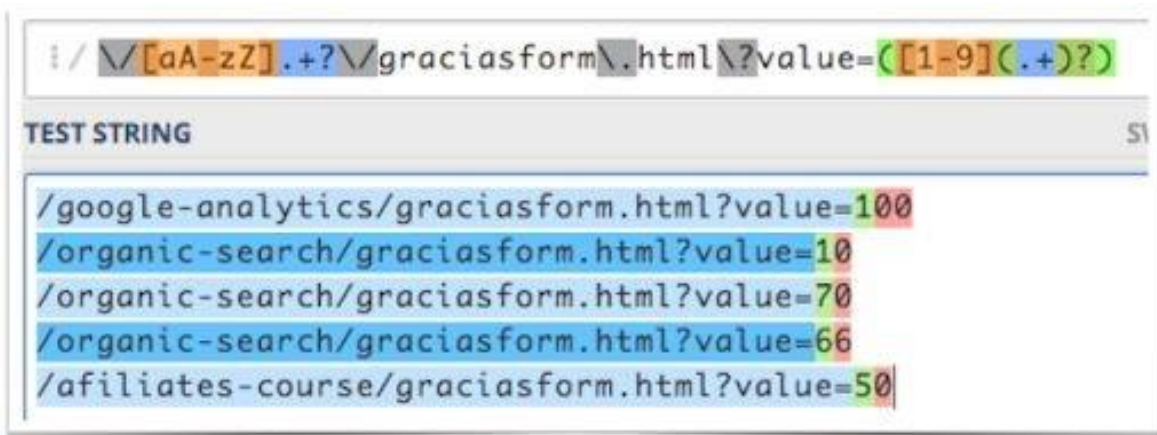 / \/[aA-zZ].+?\/graciasform\.html\?value=([1-9](.+)?)
TEST STRING
/google-analytics/graciasform.html?value=100
/organic-search/graciasform.html?value=10
/organic-search/graciasform.html?value=70
/organic-search/graciasform.html?value=66
/afiliates-course/graciasform.html?value=50